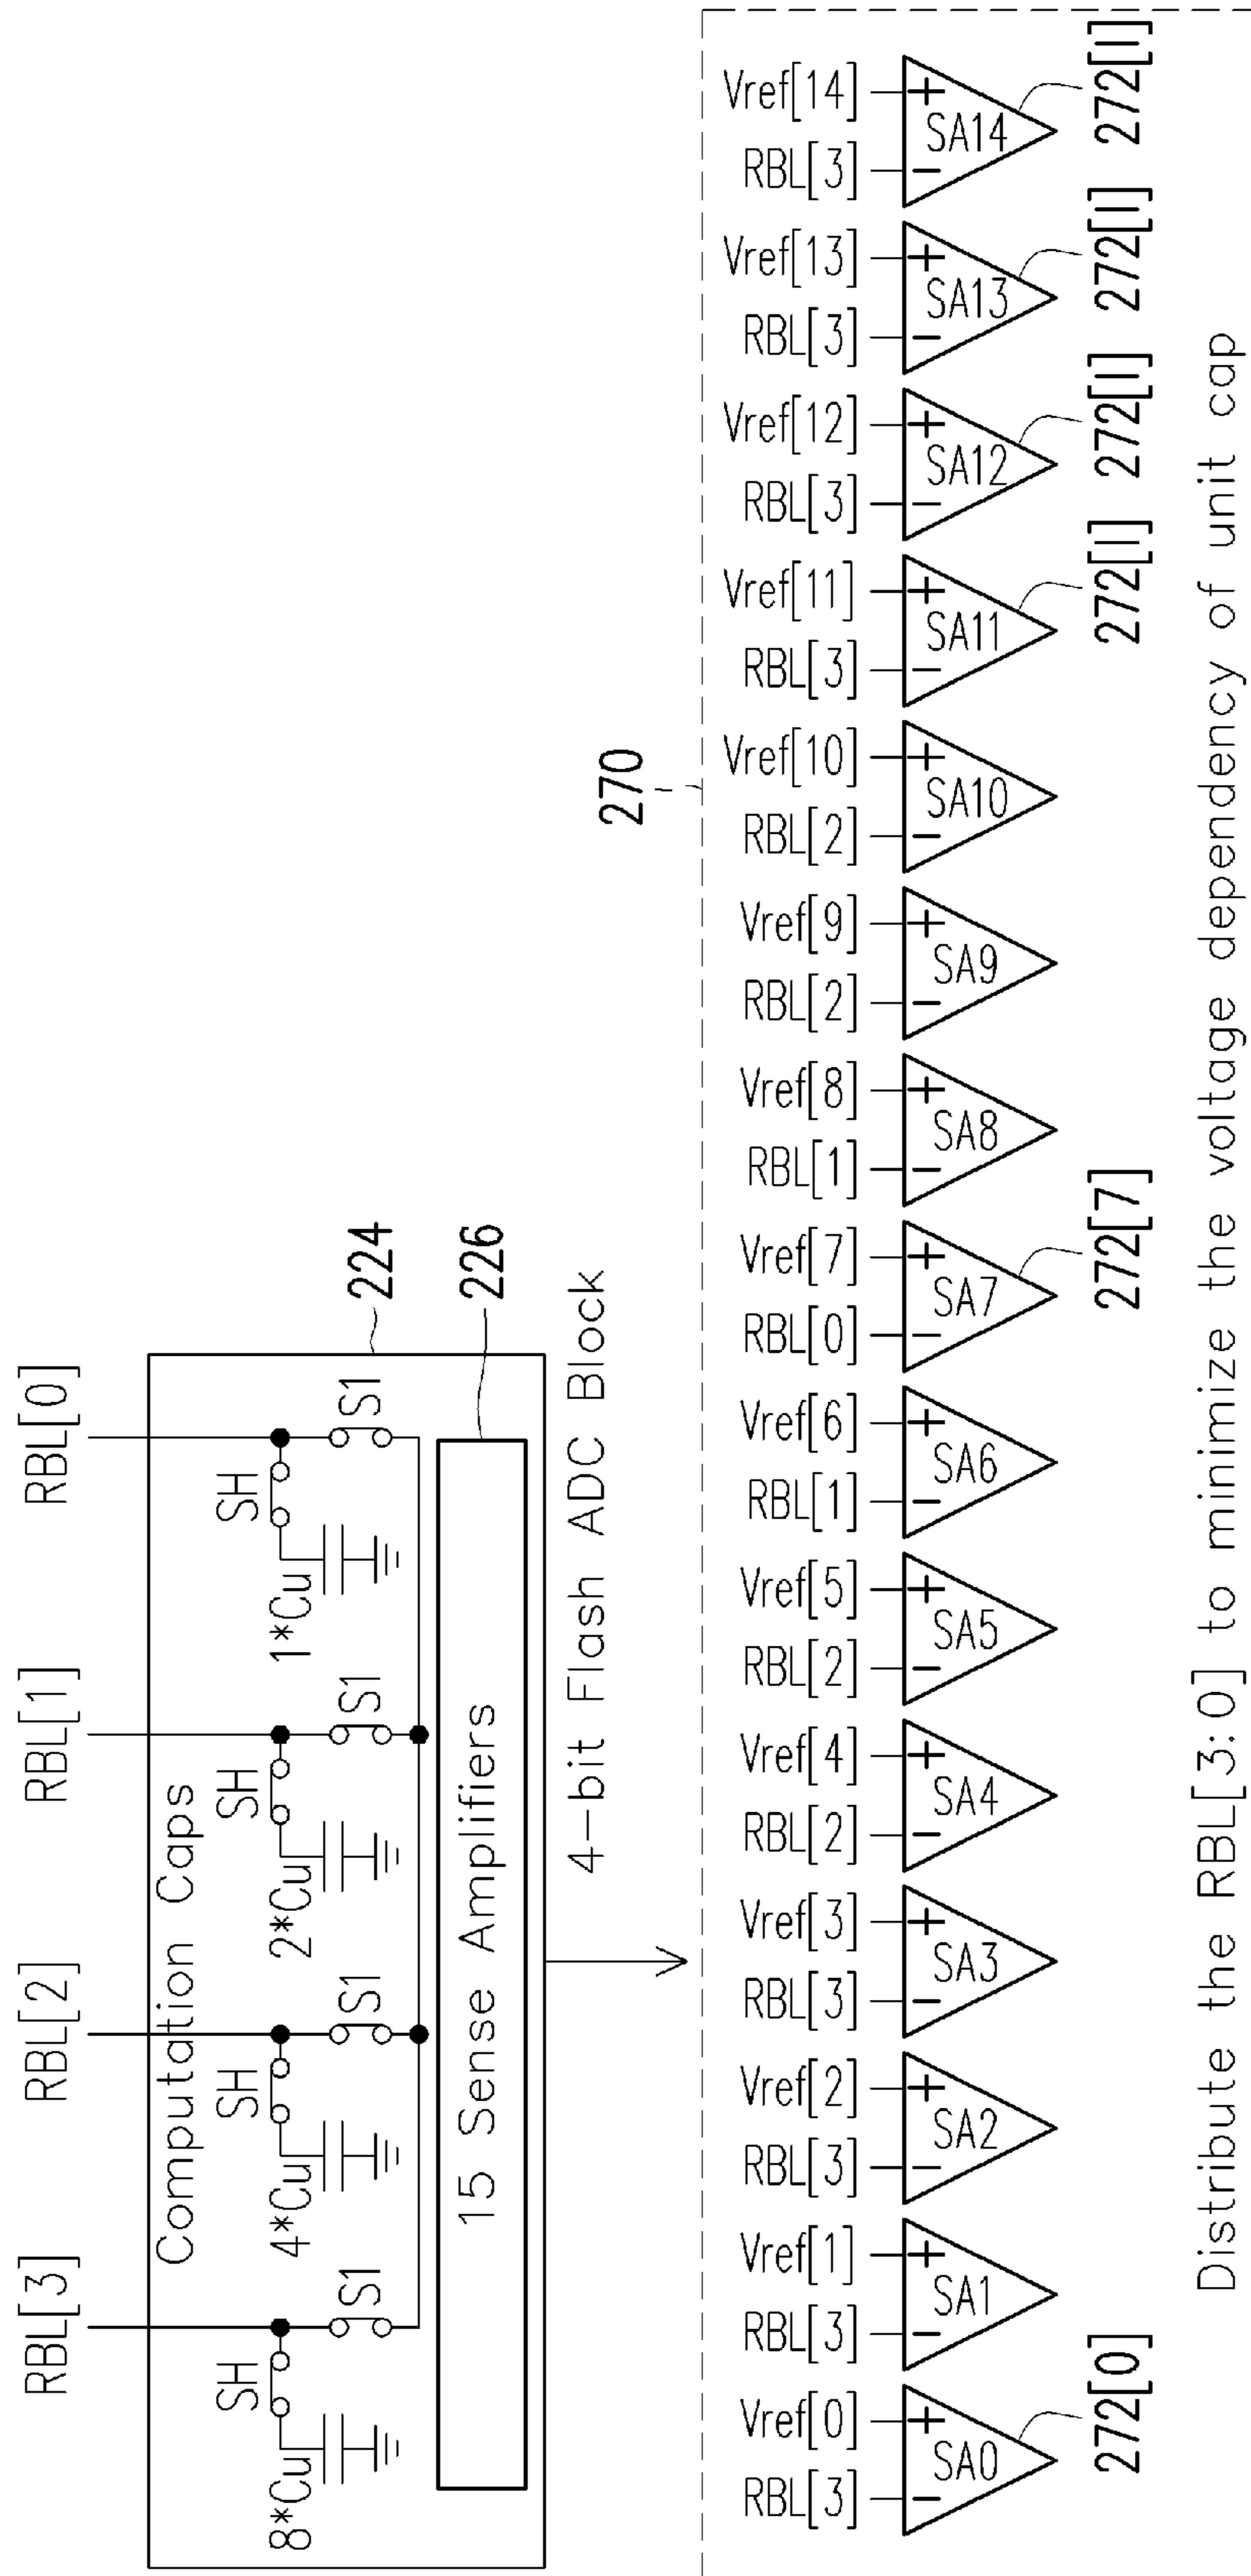 RBL[3] RBL[2] RBL[1] RBL[0]
Computation Caps
SH SH SH SH
8*Cu S1 4*Cu S1 2*Cu S1 1*Cu S1
224
15 Sense Amplifiers
226
4-bit Flash ADC Block
270
RBL[3] Vref[0] RBL[3] Vref[1] RBL[3] Vref[2] RBL[3] Vref[3] RBL[2] Vref[4] RBL[2] Vref[5] RBL[1] Vref[6] RBL[0] Vref[7] RBL[1] Vref[8] RBL[2] Vref[9] RBL[2] Vref[10] RBL[3] Vref[11] RBL[3] Vref[12] RBL[3] Vref[13] RBL[3] Vref[14]
- + - + - + - + - + - + - + - + - + - + - + - + - + - + - +
SA0 SA1 SA2 SA3 SA4 SA5 SA6 SA7 SA8 SA9 SA10 SA11 SA12 SA13 SA14
272[0] 272[7] 272[l] 272[l] 272[l] 272[l]
Distribute the RBL[3:0] to minimize the voltage dependency of unit cap